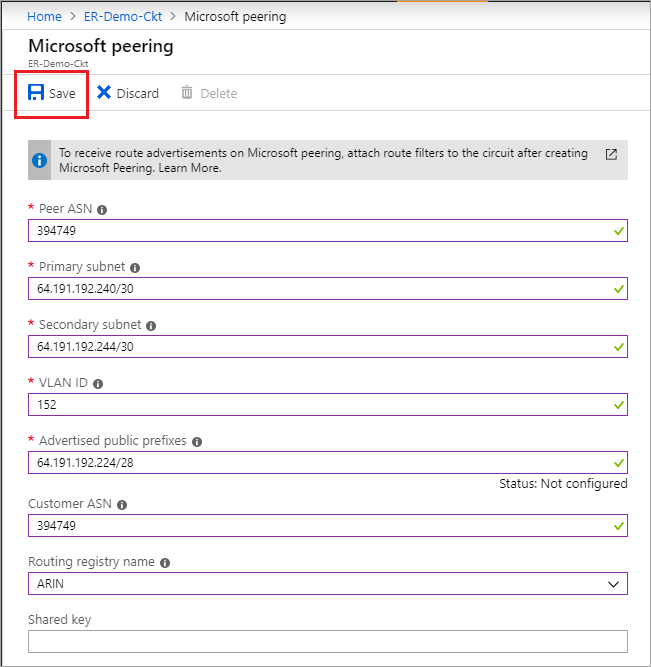 Home > ER-Demo-Ckt > Microsoft peering
Microsoft peering
ER-Demo-Ckt
Save Discard Delete
To receive route advertisements on Microsoft peering, attach route filters to the circuit after creating
Microsoft Peering. Learn More.
* Peer ASN
394749
* Primary subnet
64.191.192.240/30
* Secondary subnet
64.191.192.244/30
* VLAN ID
152
* Advertised public prefixes
64.191.192.224/28
Status: Not configured
Customer ASN
394749
Routing registry name
ARIN
Shared key